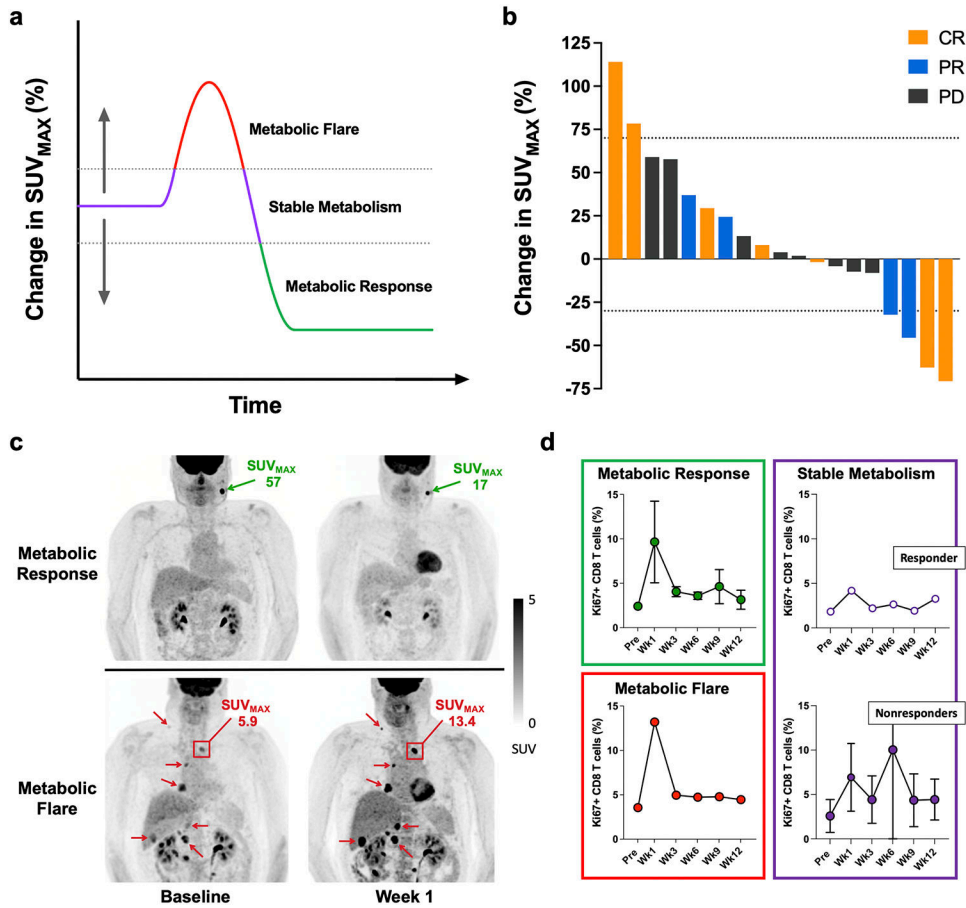 a
Change in SUVMAX (%)
Metabolic Flare
Stable Metabolism
Metabolic Response
Time
b
CR
PR
PD
Change in SUVMAX (%)
125
100
75
50
25
0
-25
-50
-75
c
Metabolic
Response
SUVMAX
57
SUVMAX
17
Metabolic
Flare
SUVMAX
5.9
SUVMAX
13.4
5
0
SUV
Baseline
Week 1
d
Metabolic Response
Ki67+ CD8 T cells (%)
15
10
5
0
Pre
Wk1
Wk3
Wk6
Wk9
Wk12
Stable Metabolism
Ki67+ CD8 T cells (%)
15
10
5
0
Responder
Pre
Wk1
Wk3
Wk6
Wk9
Wk12
Metabolic Flare
Ki67+ CD8 T cells (%)
15
10
5
0
Pre
Wk1
Wk3
Wk6
Wk9
Wk12
Nonresponders
Ki67+ CD8 T cells (%)
15
10
5
0
Pre
Wk1
Wk3
Wk6
Wk9
Wk12